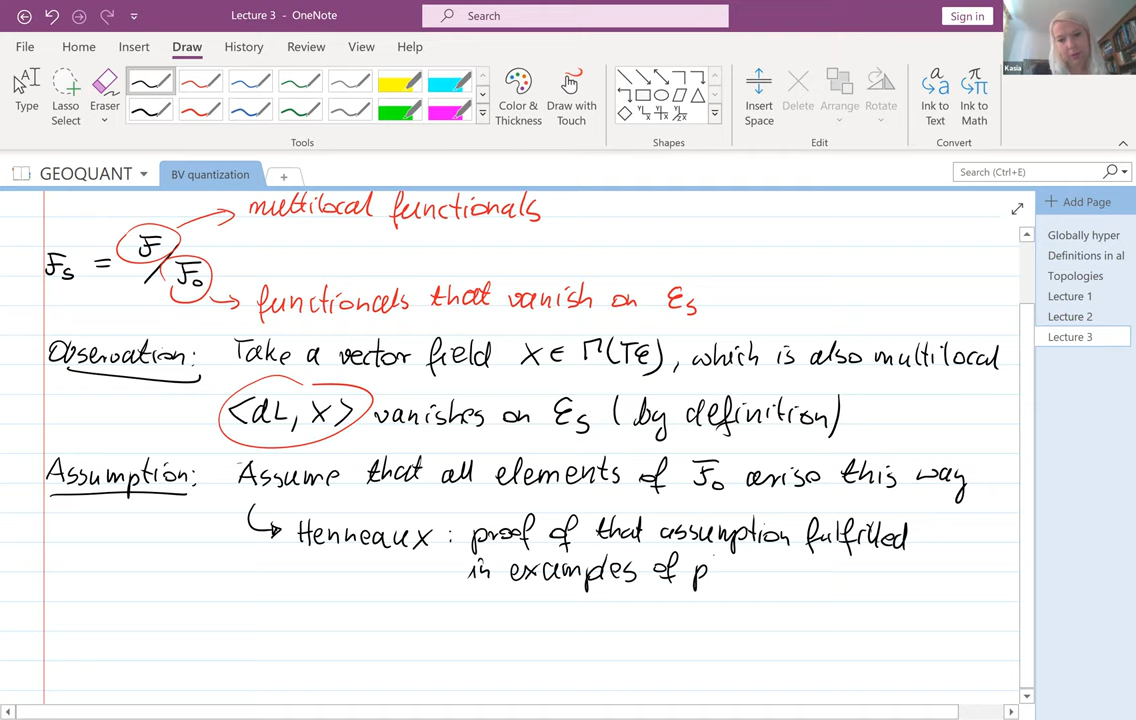 Lecture 3 - OneNote
Search
Sign in
Kasia
File Home Insert Draw History Review View Help
Type
Lasso Select
Eraser
Color & Thickness
Draw with Touch
Insert Space
Delete
Arrange
Rotate
Ink to Text
Ink to Math
Tools
Shapes
Edit
Convert
GEOQUANT
BV quantization
Search (Ctrl+E)
Add Page
Globally hyper
Definitions in al
Topologies
Lecture 1
Lecture 2
Lecture 3
multilocal functionals
F_S = F / F_0
functionals that vanish on E_S
Observation: Take a vector field X ∈ Γ(TE), which is also multilocal
<dL, X> vanishes on E_S (by definition)
Assumption: Assume that all elements of F_0 arise this way
↳ Henneaux : proof of that assumption fulfilled
in examples of p